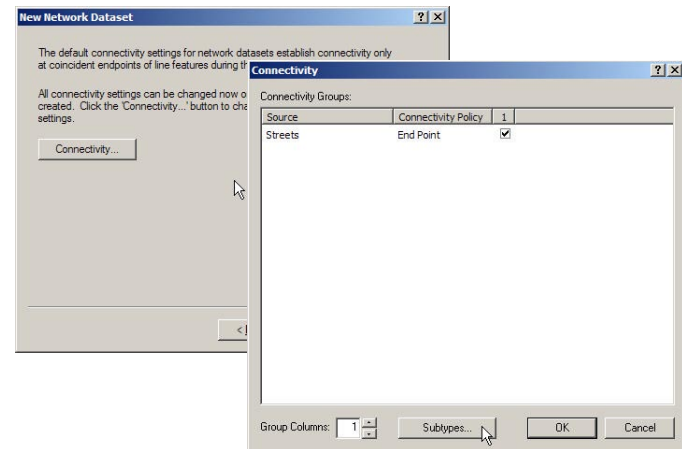 New Network Dataset
The default connectivity settings for network datasets establish connectivity only
at coincident endpoints of line features during
All connectivity settings can be changed now
created. Click the 'Connectivity...' button to
settings.
Connectivity...
<
Connectivity
Connectivity Groups:
Source Connectivity Policy 1
Streets End Point
Group Columns: 1 Subtypes... OK Cancel